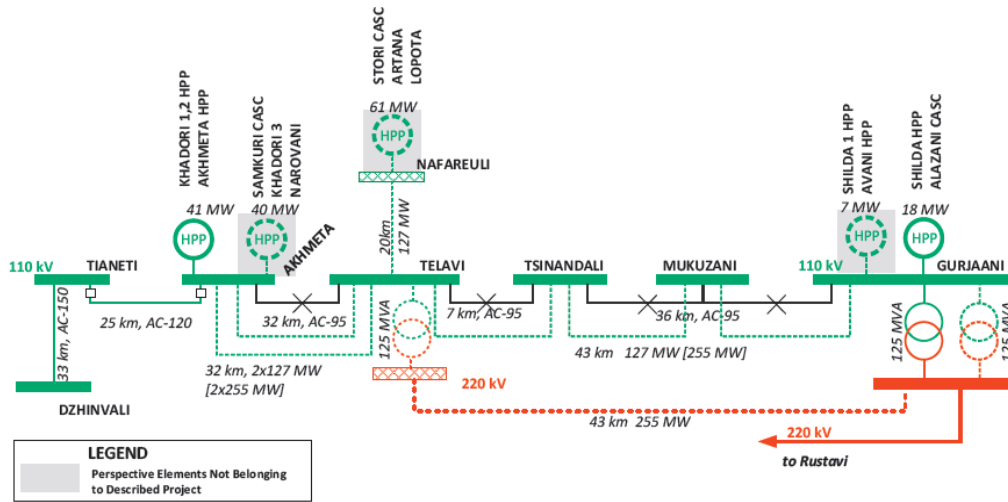 STORI CASC
ARTANA
LOPOTA
61 MW
HPP
NAFAREULI
KHADORI 1,2 HPP
AKHMETA HPP
41 MW
HPP
SAMKURI CASC
KHADORI 3
NAROVANI
40 MW
HPP
SHILDA 1 HPP
AVANI HPP
7 MW
HPP
SHILDA HPP
ALAZANI CASC
18 MW
HPP
20km
127 MW
110 kV
TIANETI
AKHMETA
TELAVI
TSINANDALI
MUKUZANI
110 kV
GURJAANI
25 km, AC-120
33 km, AC-150
32 km, AC-95
7 km, AC-95
36 km, AC-95
32 km, 2x127 MW
[2x255 MW]
43 km 127 MW [255 MW]
125 MVA
125 MVA
125 MVA
DZHINVALI
220 kV
43 km 255 MW
220 kV
to Rustavi
LEGEND
Perspective Elements Not Belonging
to Described Project